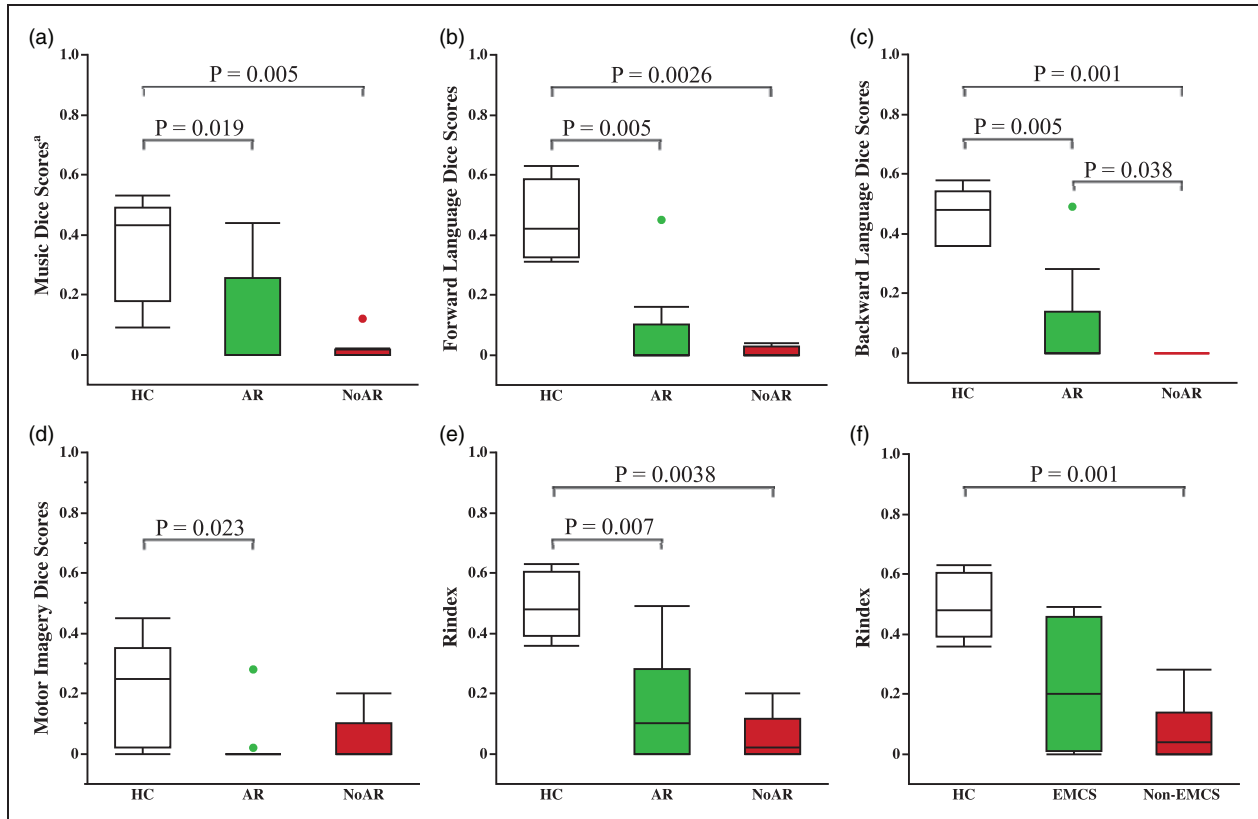 (a)
1.0
P = 0.005
0.8
P = 0.019
0.6
0.4
0.2
0
Music Dice Scoresᵃ
HC AR NoAR
(b)
1.0
P = 0.0026
0.8
P = 0.005
0.6
0.4
0.2
0
Forward Language Dice Scores
HC AR NoAR
(c)
1.0
P = 0.001
0.8
P = 0.005
0.6
P = 0.038
0.4
0.2
0
Backward Language Dice Scores
HC AR NoAR
(d)
1.0
0.8
P = 0.023
0.6
0.4
0.2
0
Motor Imagery Dice Scores
HC AR NoAR
(e)
1.0
P = 0.0038
0.8
P = 0.007
0.6
0.4
0.2
0
Rindex
HC AR NoAR
(f)
1.0
P = 0.001
0.8
0.6
0.4
0.2
0
Rindex
HC EMCS Non-EMCS